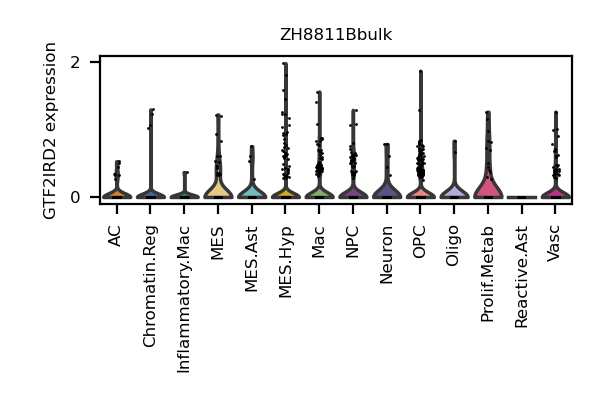 ZH8811Bbulk
GTF2IRD2 expression
2
0
AC
Chromatin.Reg
Inflammatory.Mac
MES
MES.Ast
MES.Hyp
Mac
NPC
Neuron
OPC
Oligo
Prolif.Metab
Reactive.Ast
Vasc